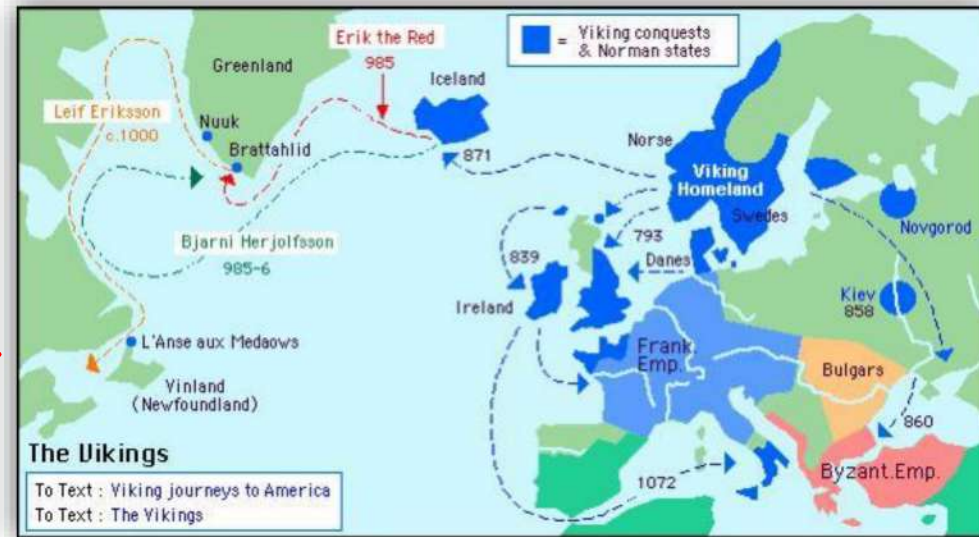 Erik the Red
985
= Viking conquests
& Norman states
Greenland
Iceland
Leif Eriksson
c.1000
Nuuk
Brattahlid
871
Norse
Viking
Homeland
Swedes
Novgorod
Bjarni Herjolfsson
985-6
839
793
Danes
Ireland
Kiev
858
L'Anse aux Medaows
Frank.
Emp.
Bulgars
Vinland
(Newfoundland)
860
The Vikings
Byzant.Emp.
1072
To Text : Viking journeys to America
To Text : The Vikings